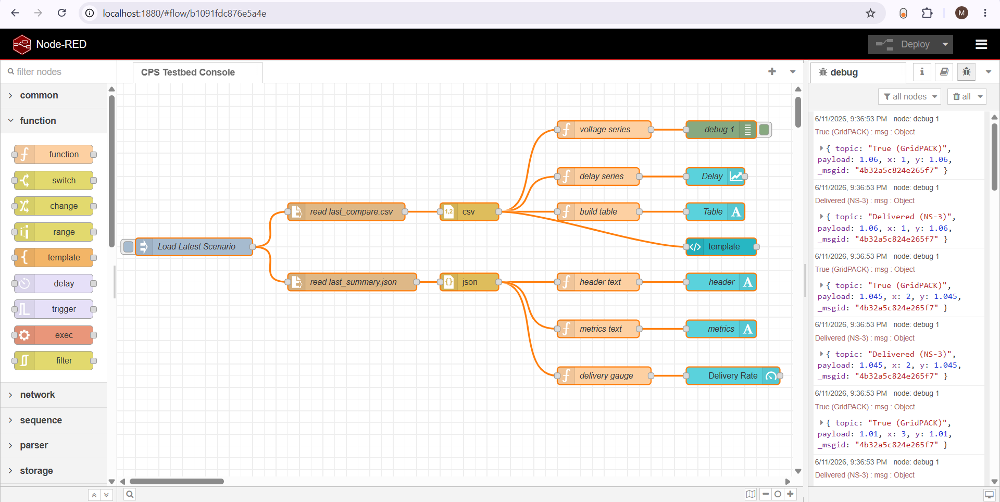 localhost:1880/#flow/b1091fdc876e5a4e
M
Node-RED
Deploy
filter nodes
common
function
function
switch
change
range
template
delay
trigger
exec
filter
network
sequence
parser
storage
CPS Testbed Console
voltage series
debug 1
delay series
Delay
read last_compare.csv
1,2
csv
build table
Table
A
Load Latest Scenario
template
read last_summary.json
{}
json
header text
header
A
metrics text
metrics
A
delivery gauge
Delivery Rate
debug
i
all nodes
all
6/11/2026, 9:36:53 PM node: debug 1
True (GridPACK) : msg : Object
{ topic: "True (GridPACK)",
payload: 1.06, x: 1, y: 1.06,
_msgid: "4b32a5c824e265f7" }
6/11/2026, 9:36:53 PM node: debug 1
Delivered (NS-3) : msg : Object
{ topic: "Delivered (NS-3)",
payload: 1.06, x: 1, y: 1.06,
_msgid: "4b32a5c824e265f7" }
6/11/2026, 9:36:53 PM node: debug 1
True (GridPACK) : msg : Object
{ topic: "True (GridPACK)",
payload: 1.045, x: 2, y: 1.045,
_msgid: "4b32a5c824e265f7" }
6/11/2026, 9:36:53 PM node: debug 1
Delivered (NS-3) : msg : Object
{ topic: "Delivered (NS-3)",
payload: 1.045, x: 2, y: 1.045,
_msgid: "4b32a5c824e265f7" }
6/11/2026, 9:36:53 PM node: debug 1
True (GridPACK) : msg : Object
{ topic: "True (GridPACK)",
payload: 1.01, x: 3, y: 1.01,
_msgid: "4b32a5c824e265f7" }
6/11/2026, 9:36:53 PM node: debug 1
Delivered (NS-3) : msg : Object